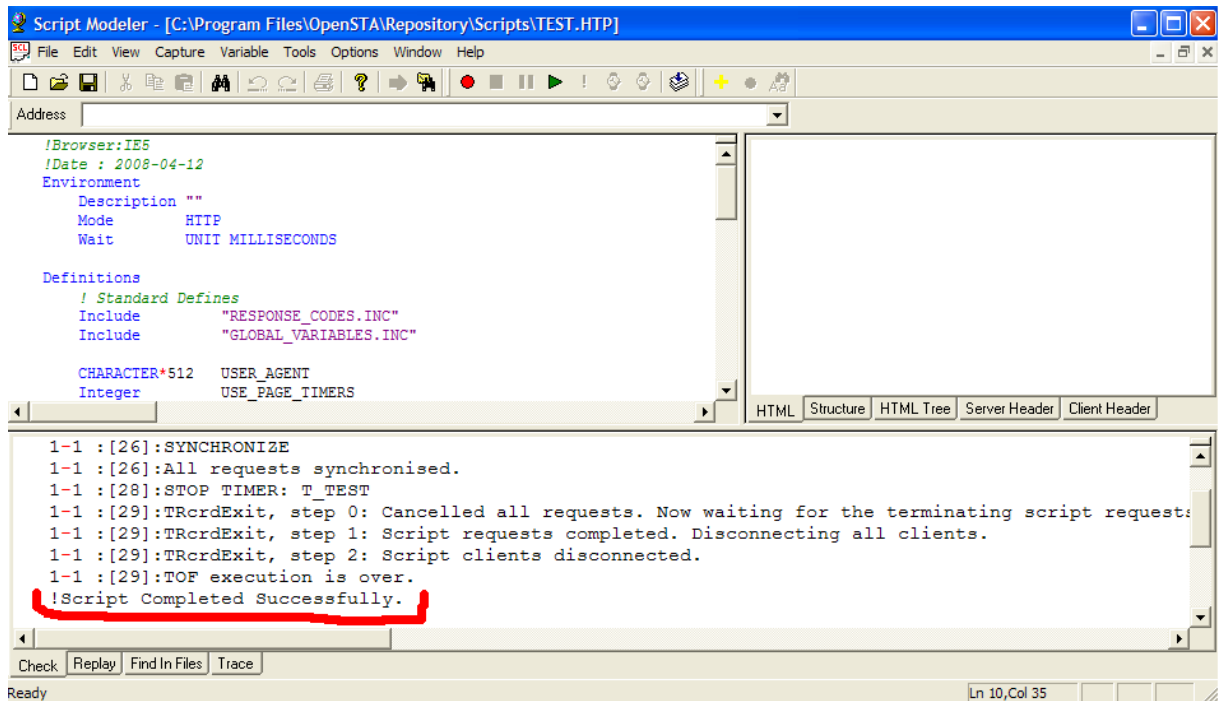 Script Modeler - [C:\Program Files\OpenSTA\Repository\Scripts\TEST.HTP]
SCL File Edit View Capture Variable Tools Options Window Help
Address
!Browser:IE5
!Date : 2008-04-12
Environment
Description ""
Mode HTTP
Wait UNIT MILLISECONDS
Definitions
! Standard Defines
Include "RESPONSE_CODES.INC"
Include "GLOBAL_VARIABLES.INC"
CHARACTER*512 USER_AGENT
Integer USE_PAGE_TIMERS
HTML Structure HTML Tree Server Header Client Header
1-1 :[26]:SYNCHRONIZE
1-1 :[26]:All requests synchronised.
1-1 :[28]:STOP TIMER: T_TEST
1-1 :[29]:TRcrdExit, step 0: Cancelled all requests. Now waiting for the terminating script requests
1-1 :[29]:TRcrdExit, step 1: Script requests completed. Disconnecting all clients.
1-1 :[29]:TRcrdExit, step 2: Script clients disconnected.
1-1 :[29]:TOF execution is over.
!Script Completed Successfully.
Check Replay Find In Files Trace
Ready Ln 10,Col 35